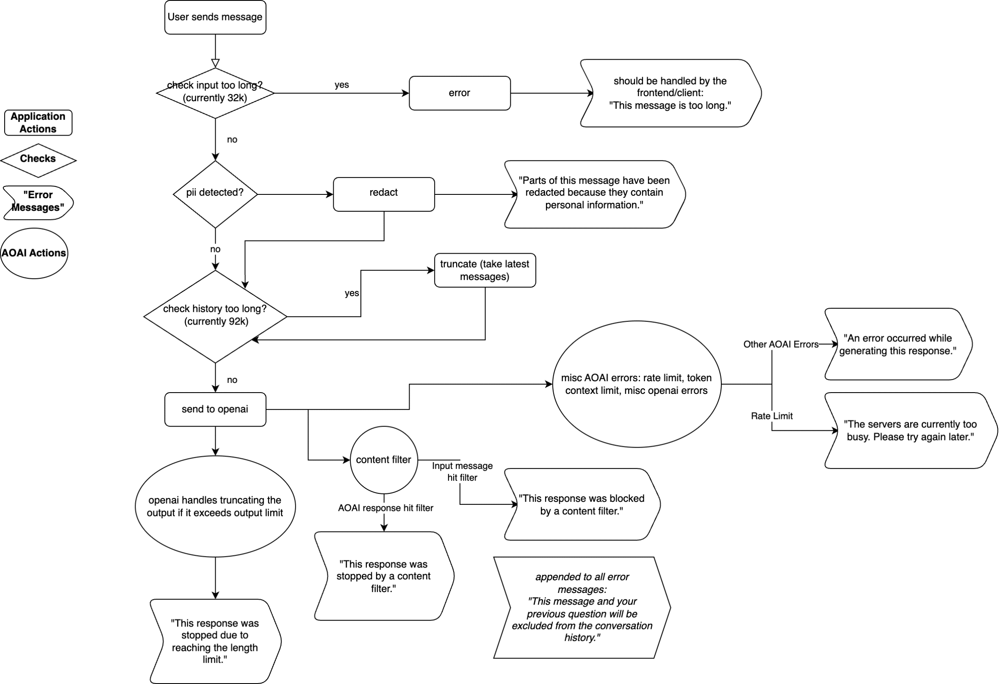 User sends message
check input too long?
(currently 32k)
yes
error
should be handled by the
frontend/client:
"This message is too long."
no
Application
Actions
Checks
"Error
Messages"
AOAI Actions
pii detected?
redact
"Parts of this message have been
redacted because they contain
personal information."
no
truncate (take latest
messages)
yes
check history too long?
(currently 92k)
no
send to openai
misc AOAI errors: rate limit, token
context limit, misc openai errors
Other AOAI Errors
"An error occurred while
generating this response."
Rate Limit
"The servers are currently too
busy. Please try again later."
content filter
Input message
hit filter
"This response was blocked
by a content filter."
AOAI response hit filter
"This response was
stopped by a content
filter."
openai handles truncating the
output if it exceeds output limit
"This response was
stopped due to
reaching the length
limit."
appended to all error
messages:
"This message and your
previous question will be
excluded from the conversation
history."